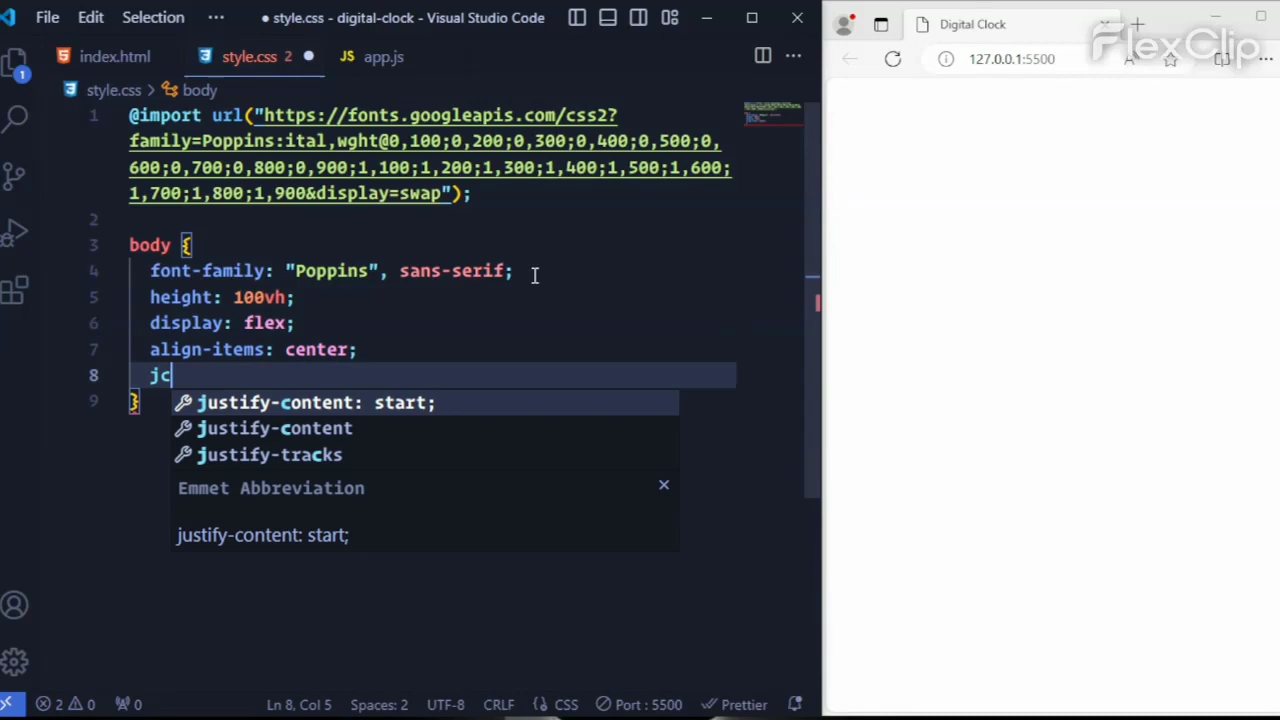 File Edit Selection ··· ● style.css - digital-clock - Visual Studio Code
Digital Clock
FlexClip
index.html style.css 2 ● JS app.js ···
127.0.0.1:5500
1
style.css > body
1 @import url("https://fonts.googleapis.com/css2?
family=Poppins:ital,wght@0,100;0,200;0,300;0,400;0,500;0,
600;0,700;0,800;0,900;1,100;1,200;1,300;1,400;1,500;1,600;
1,700;1,800;1,900&display=swap");
2
3 body {
4 font-family: "Poppins", sans-serif;
5 height: 100vh;
6 display: flex;
7 align-items: center;
8 jc
9 }
justify-content: start;
justify-content
justify-tracks
Emmet Abbreviation
justify-content: start;
2 0 0 Ln 8, Col 5 Spaces: 2 UTF-8 CRLF {} CSS Port : 5500 Prettier